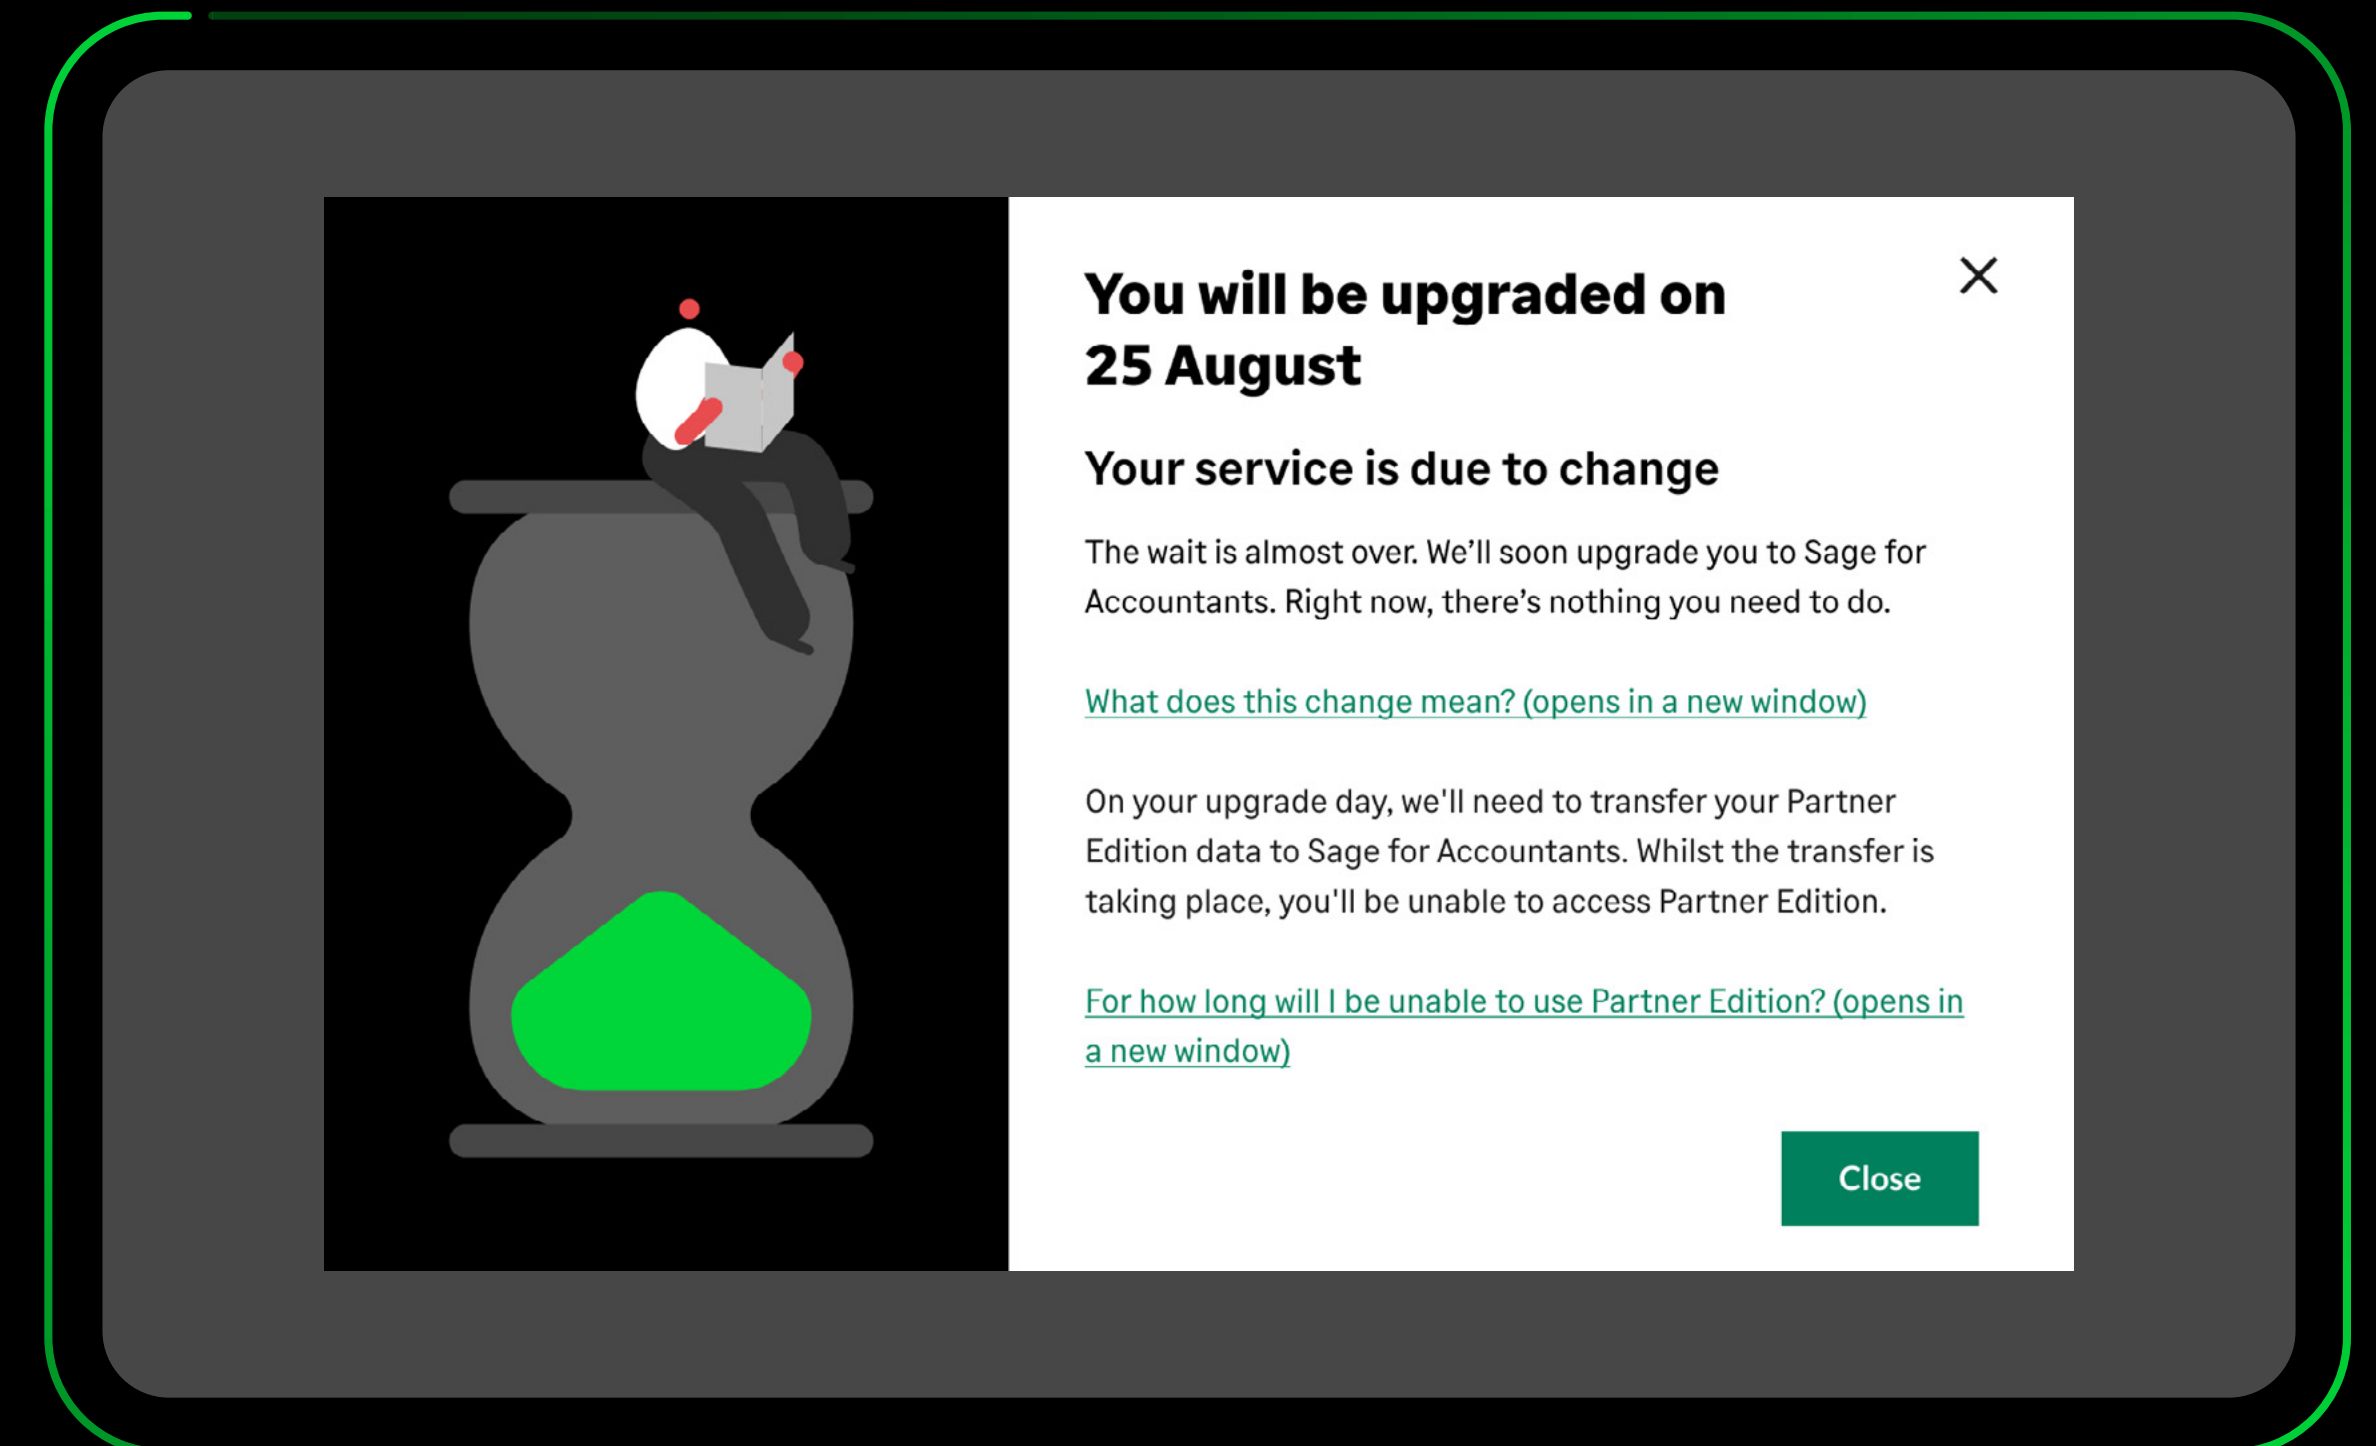 You will be upgraded on
25 August
Your service is due to change
The wait is almost over. We’ll soon upgrade you to Sage for
Accountants. Right now, there’s nothing you need to do.
What does this change mean? (opens in a new window)
On your upgrade day, we'll need to transfer your Partner
Edition data to Sage for Accountants. Whilst the transfer is
taking place, you'll be unable to access Partner Edition.
For how long will I be unable to use Partner Edition? (opens in
a new window)
Close